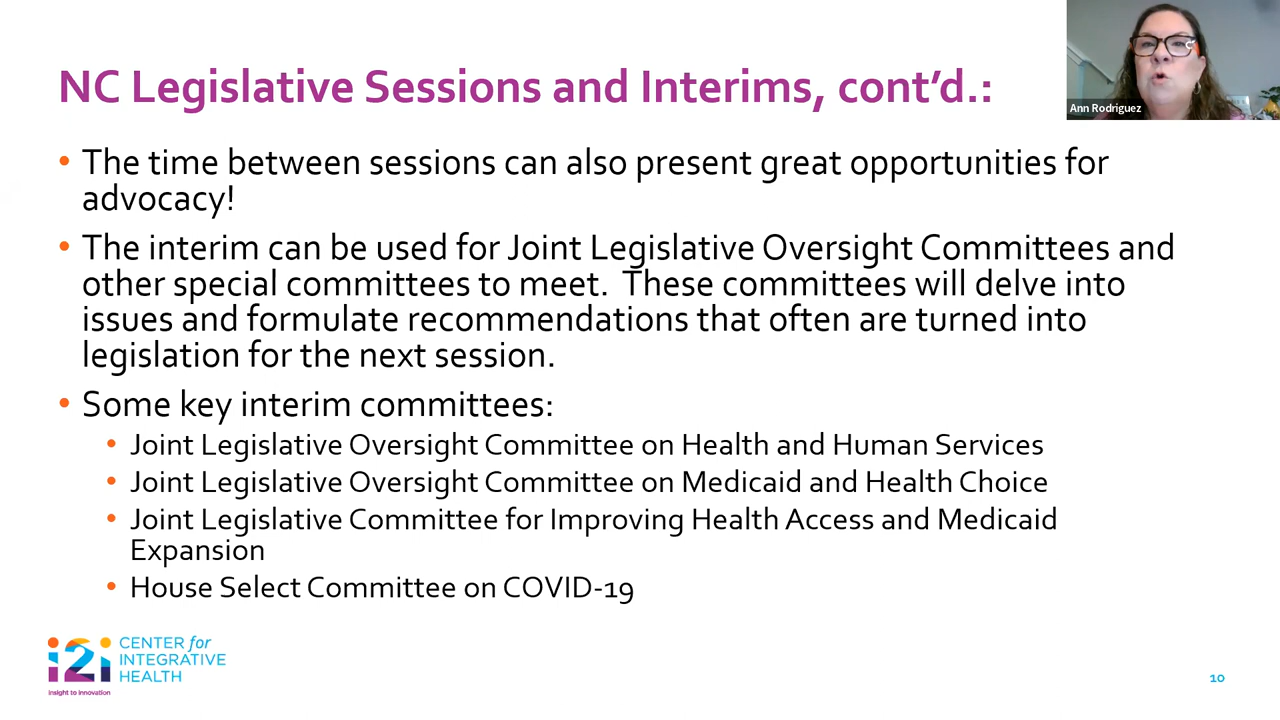 NC Legislative Sessions and Interims, cont’d.:
Ann Rodriguez
• The time between sessions can also present great opportunities for
advocacy!
• The interim can be used for Joint Legislative Oversight Committees and
other special committees to meet.  These committees will delve into
issues and formulate recommendations that often are turned into
legislation for the next session.
• Some key interim committees:
• Joint Legislative Oversight Committee on Health and Human Services
• Joint Legislative Oversight Committee on Medicaid and Health Choice
• Joint Legislative Committee for Improving Health Access and Medicaid
Expansion
• House Select Committee on COVID-19
i2i
insight to innovation
CENTER for
INTEGRATIVE
HEALTH
10